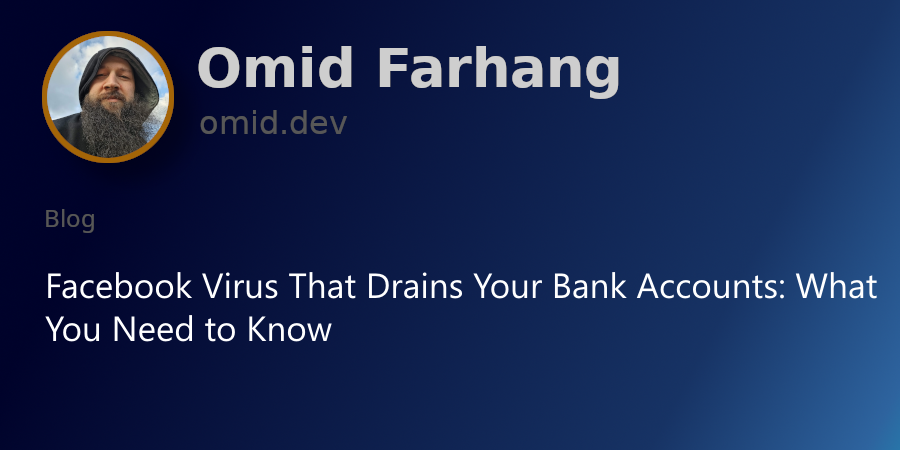 Omid Farhang
omid.dev
Blog
Facebook Virus That Drains Your Bank Accounts: What
You Need to Know